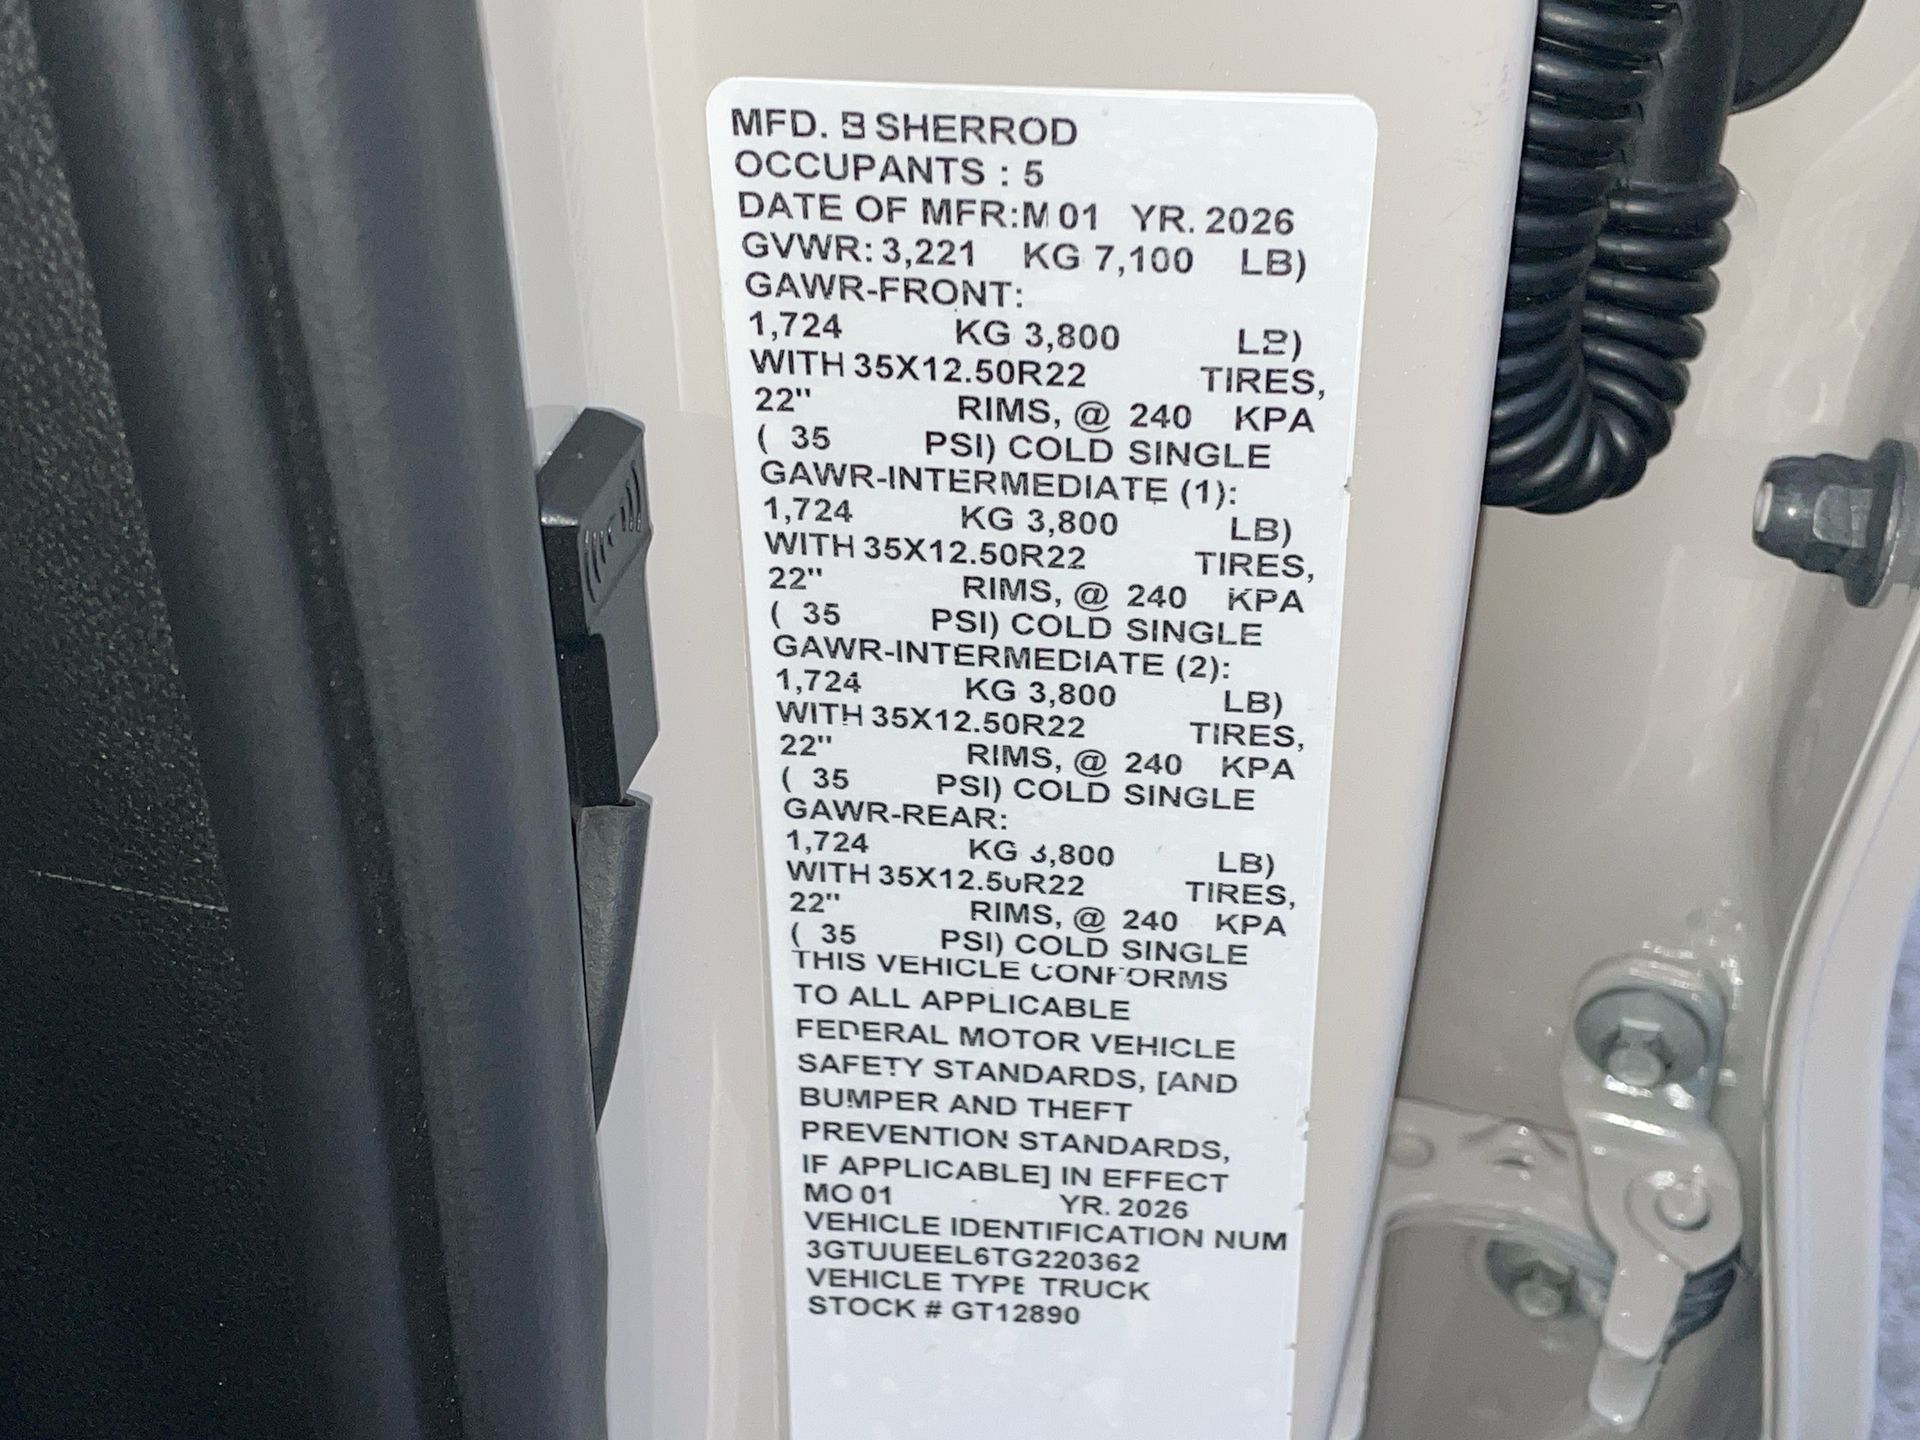 MFD. B SHERROD
OCCUPANTS : 5
DATE OF MFR:M 01 YR. 2026
GVWR: 3,221 KG 7,100 LB)
GAWR-FRONT:
1,724 KG 3,800 LB)
WITH 35X12.50R22 TIRES,
22" RIMS, @ 240 KPA
( 35 PSI) COLD SINGLE
GAWR-INTERMEDIATE (1):
1,724 KG 3,800 LB)
WITH 35X12.50R22 TIRES,
22" RIMS, @ 240 KPA
( 35 PSI) COLD SINGLE
GAWR-INTERMEDIATE (2):
1,724 KG 3,800 LB)
WITH 35X12.50R22 TIRES,
22" RIMS, @ 240 KPA
( 35 PSI) COLD SINGLE
GAWR-REAR:
1,724 KG 3,800 LB)
WITH 35X12.50R22 TIRES,
22" RIMS, @ 240 KPA
( 35 PSI) COLD SINGLE
THIS VEHICLE CONFORMS
TO ALL APPLICABLE
FEDERAL MOTOR VEHICLE
SAFETY STANDARDS, [AND
BUMPER AND THEFT
PREVENTION STANDARDS,
IF APPLICABLE] IN EFFECT
MO 01 YR. 2026
VEHICLE IDENTIFICATION NUM
3GTUUEEL6TG220362
VEHICLE TYPE TRUCK
STOCK # GT12890